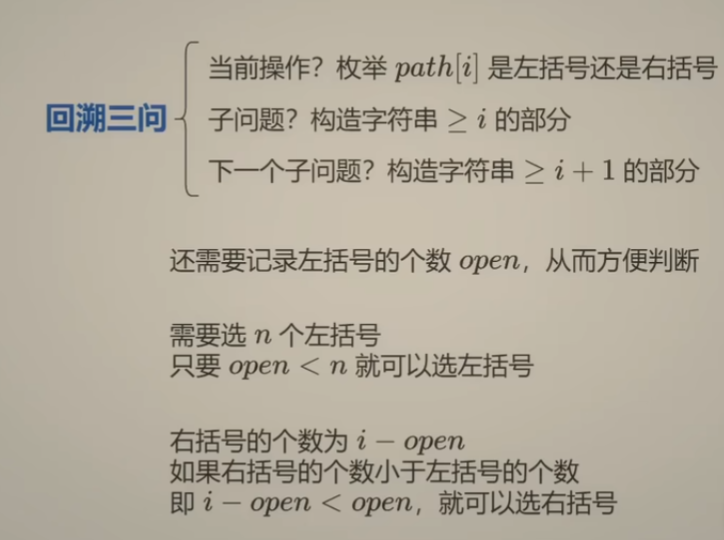 回溯三问
当前操作？枚举 path[i] 是左括号还是右括号
子问题？构造字符串 ≥ i 的部分
下一个子问题？构造字符串 ≥ i + 1 的部分
还需要记录左括号的个数 open，从而方便判断
需要选 n 个左括号
只要 open < n 就可以选左括号
右括号的个数为 i − open
如果右括号的个数小于左括号的个数
即 i − open < open，就可以选右括号